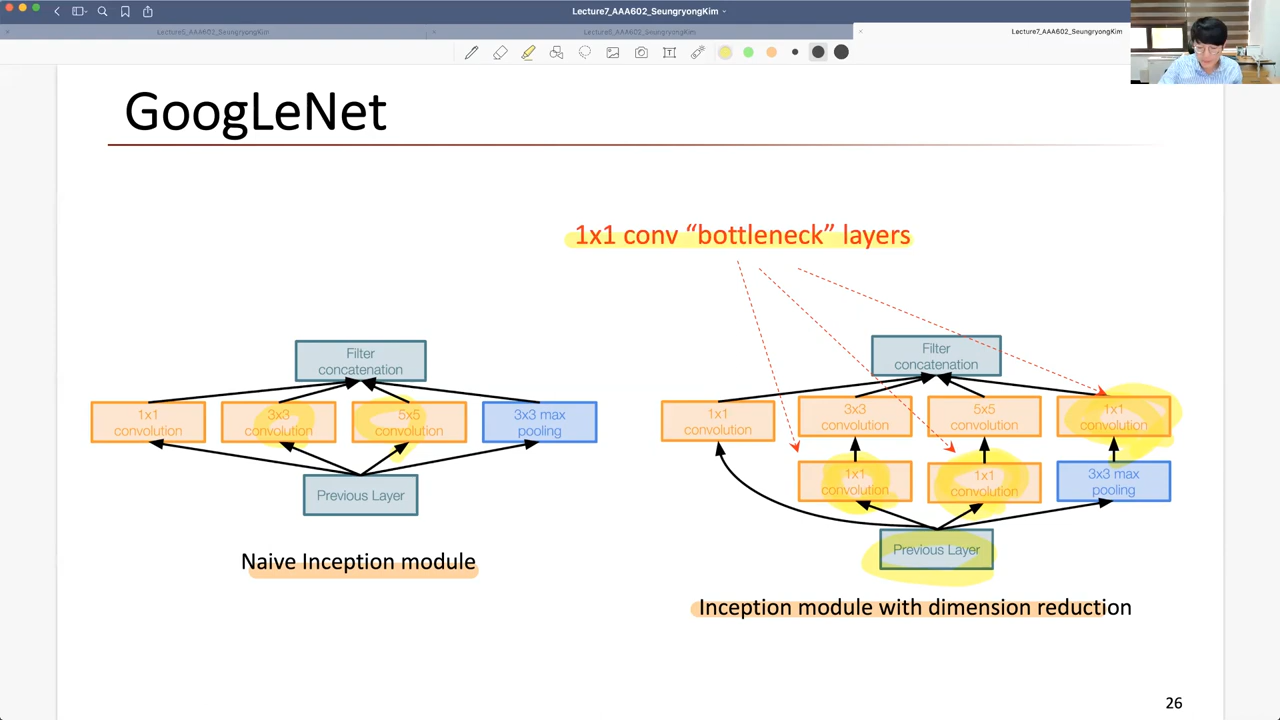 Lecture7_AAA602_SeungryongKim
Lecture5_AAA602_SeungryongKim
Lecture6_AAA602_SeungryongKim
Lecture7_AAA602_SeungryongKim
GoogLeNet
1x1 conv “bottleneck” layers
Filter
concatenation
1x1
convolution
3x3
convolution
5x5
convolution
3x3 max
pooling
Previous Layer
Naive Inception module
Filter
concatenation
1x1
convolution
3x3
convolution
5x5
convolution
1x1
convolution
1x1
convolution
1x1
convolution
3x3 max
pooling
Previous Layer
Inception module with dimension reduction
26